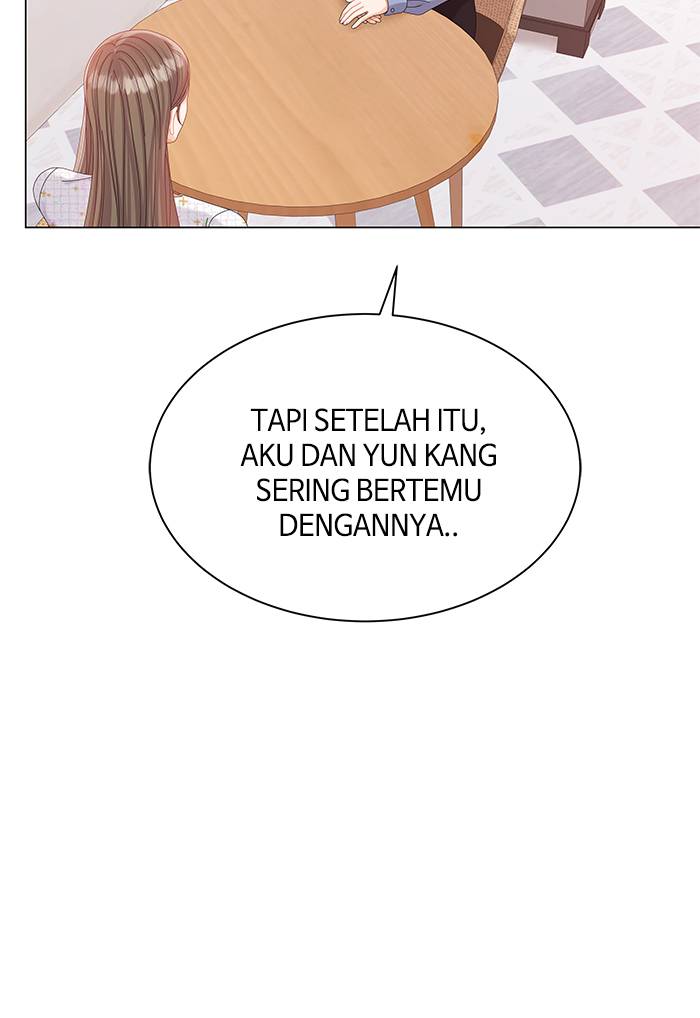 TAPI SETELAH ITU,
AKU DAN YUN KANG
SERING BERTEMU
DENGANNYA..